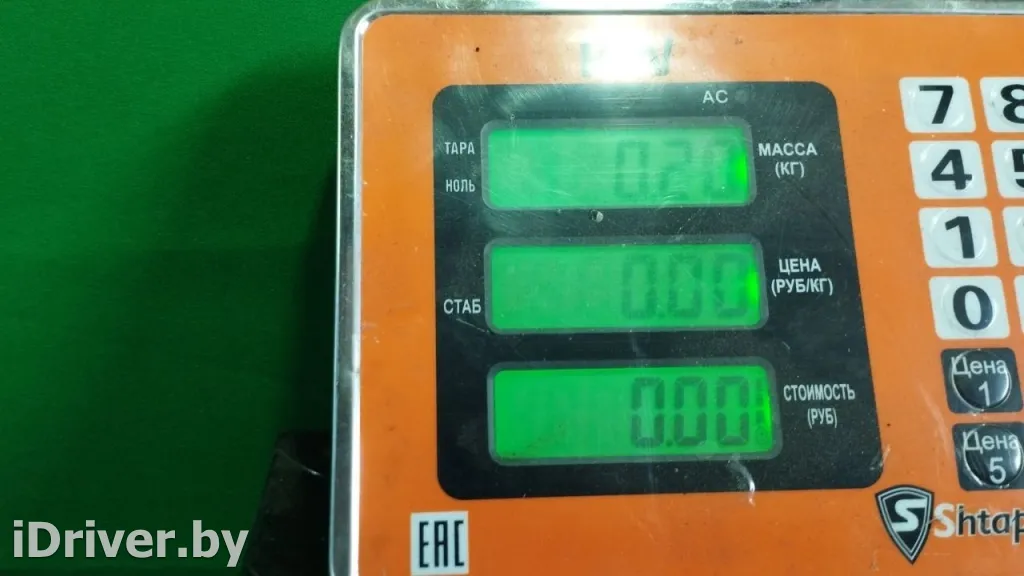 AC
ТАРА
НОЛЬ
0.20
МАССА
(КГ)
СТАБ
0.00
ЦЕНА
(РУБ/КГ)
0.00
СТОИМОСТЬ
(РУБ)
7 8
4 5
1
0
Цена
1
Цена
5
S Shtap
EAC
iDriver.by